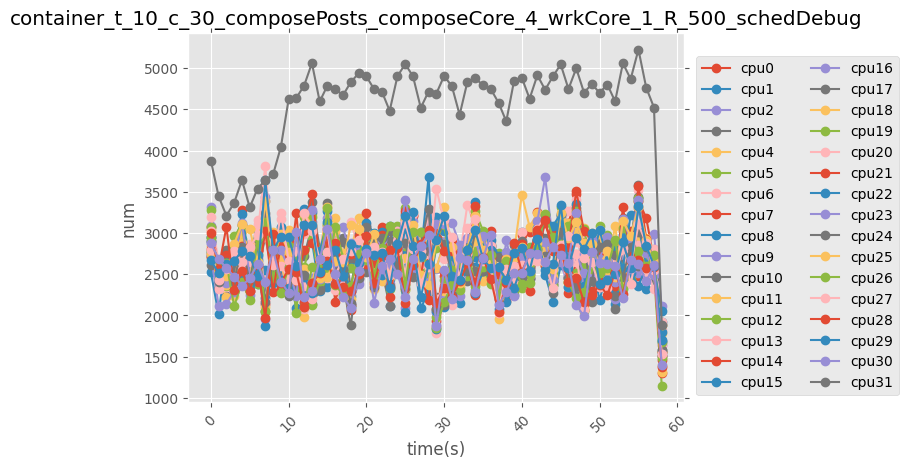 container_t_10_c_30_composePosts_composeCore_4_wrkCore_1_R_500_schedDebug
num
5000
4500
4000
3500
3000
2500
2000
1500
1000
0
10
20
30
40
50
60
time(s)
cpu0
cpu1
cpu2
cpu3
cpu4
cpu5
cpu6
cpu7
cpu8
cpu9
cpu10
cpu11
cpu12
cpu13
cpu14
cpu15
cpu16
cpu17
cpu18
cpu19
cpu20
cpu21
cpu22
cpu23
cpu24
cpu25
cpu26
cpu27
cpu28
cpu29
cpu30
cpu31